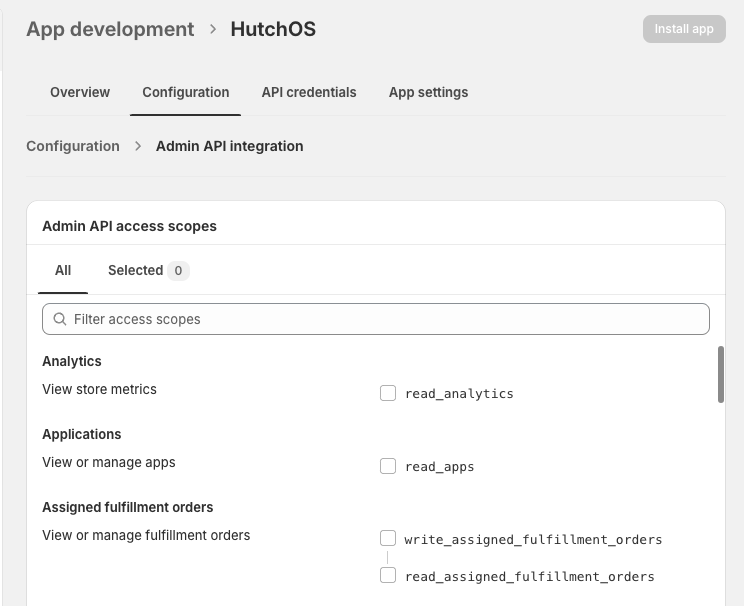 App development > HutchOS
Install app
Overview Configuration API credentials App settings
Configuration > Admin API integration
Admin API access scopes
All Selected 0
Filter access scopes
Analytics
View store metrics read_analytics
Applications
View or manage apps read_apps
Assigned fulfillment orders
View or manage fulfillment orders write_assigned_fulfillment_orders
read_assigned_fulfillment_orders